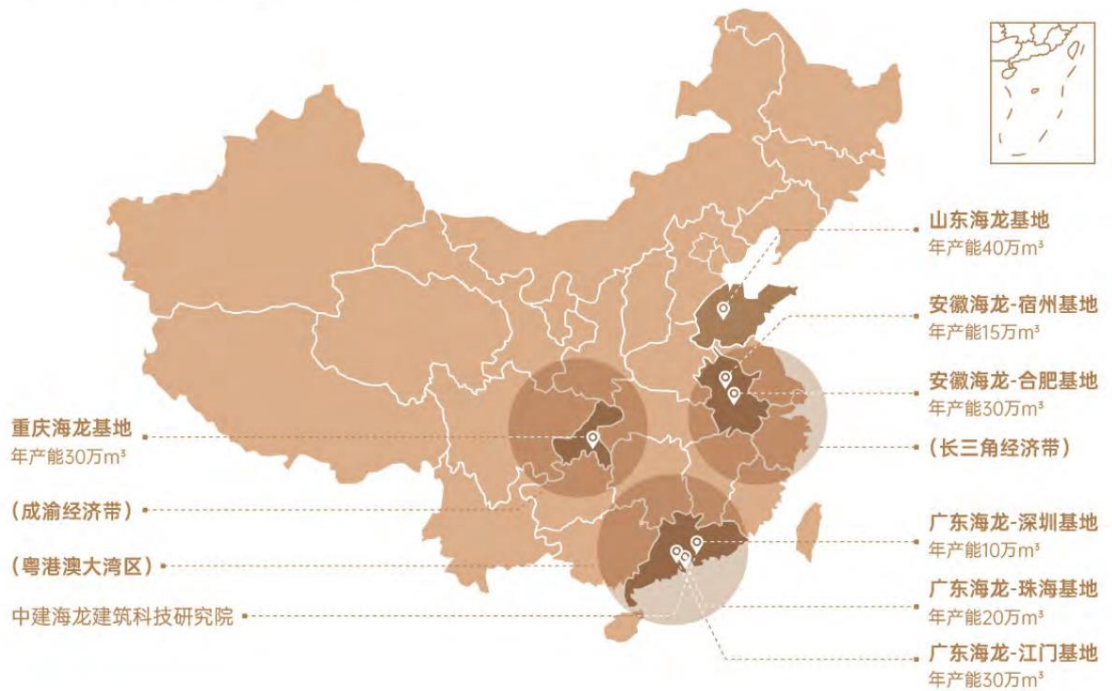 山东海龙基地
年产能40万m³
安徽海龙-宿州基地
年产能15万m³
安徽海龙-合肥基地
年产能30万m³
(长三角经济带)
重庆海龙基地
年产能30万m³
(成渝经济带)
(粤港澳大湾区)
中建海龙建筑科技研究院
广东海龙-深圳基地
年产能10万m³
广东海龙-珠海基地
年产能20万m³
广东海龙-江门基地
年产能30万m³